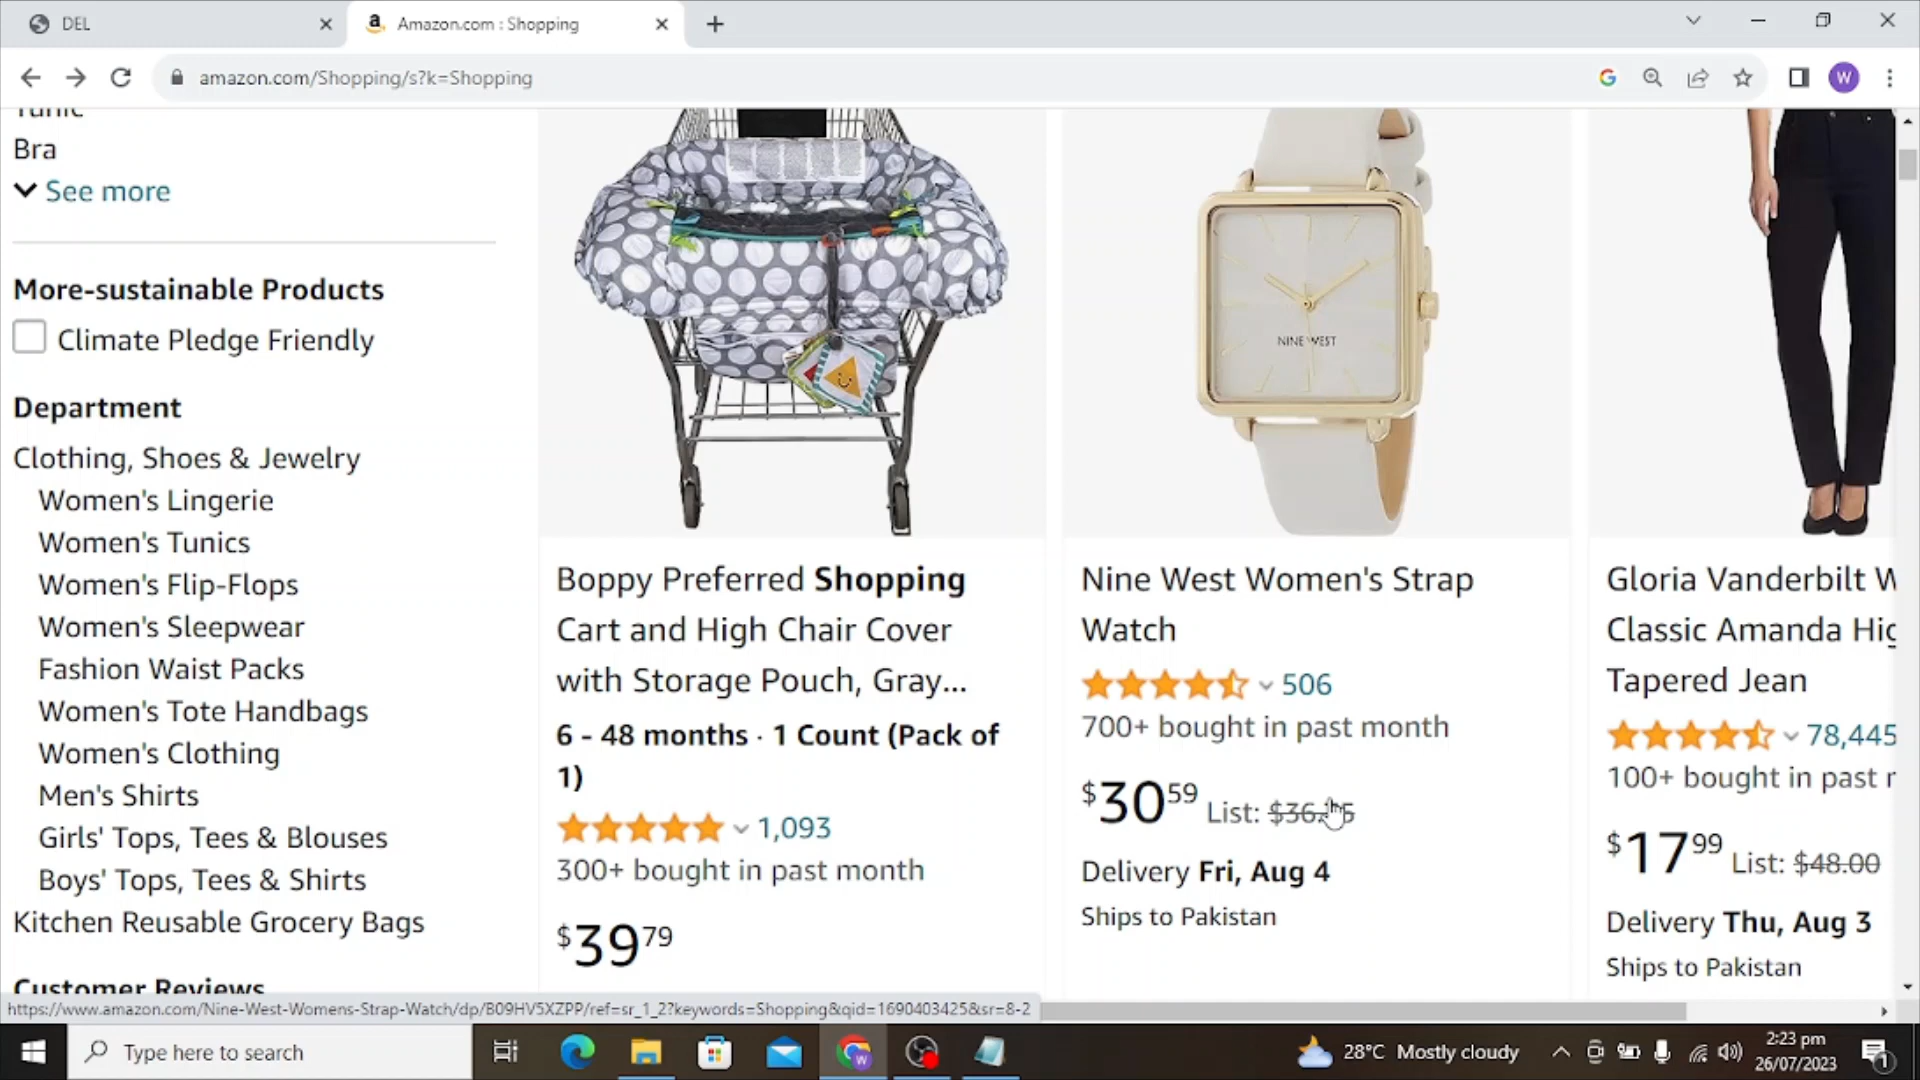 DEL
Amazon.com : Shopping
amazon.com/Shopping/s?k=Shopping
W
Tunic
Bra
See more
More-sustainable Products
Climate Pledge Friendly
Department
Clothing, Shoes & Jewelry
Women's Lingerie
Women's Tunics
Women's Flip-Flops
Women's Sleepwear
Fashion Waist Packs
Women's Tote Handbags
Women's Clothing
Men's Shirts
Girls' Tops, Tees & Blouses
Boys' Tops, Tees & Shirts
Kitchen Reusable Grocery Bags
Customer Reviews
Boppy Preferred Shopping
Cart and High Chair Cover
with Storage Pouch, Gray...
6 - 48 months · 1 Count (Pack of
1)
1,093
300+ bought in past month
$39.79
NINE WEST
Nine West Women's Strap
Watch
506
700+ bought in past month
$30.59 List:
Delivery Fri, Aug 4
Ships to Pakistan
Gloria Vanderbilt
Classic Amanda
Tapered Jean
78,445
100+ bought in past
$17.99 List: $48.00
Delivery Thu, Aug 3
Ships to Pakistan
https://www.amazon.com/Nine-West-Womens-Strap-Watch/dp/B09HV5XZPP/ref=sr_1_2?keywords=Shopping&qid=1690403425&sr=8-2
Type here to search
28°C Mostly cloudy
2:23 pm
26/07/2023
1